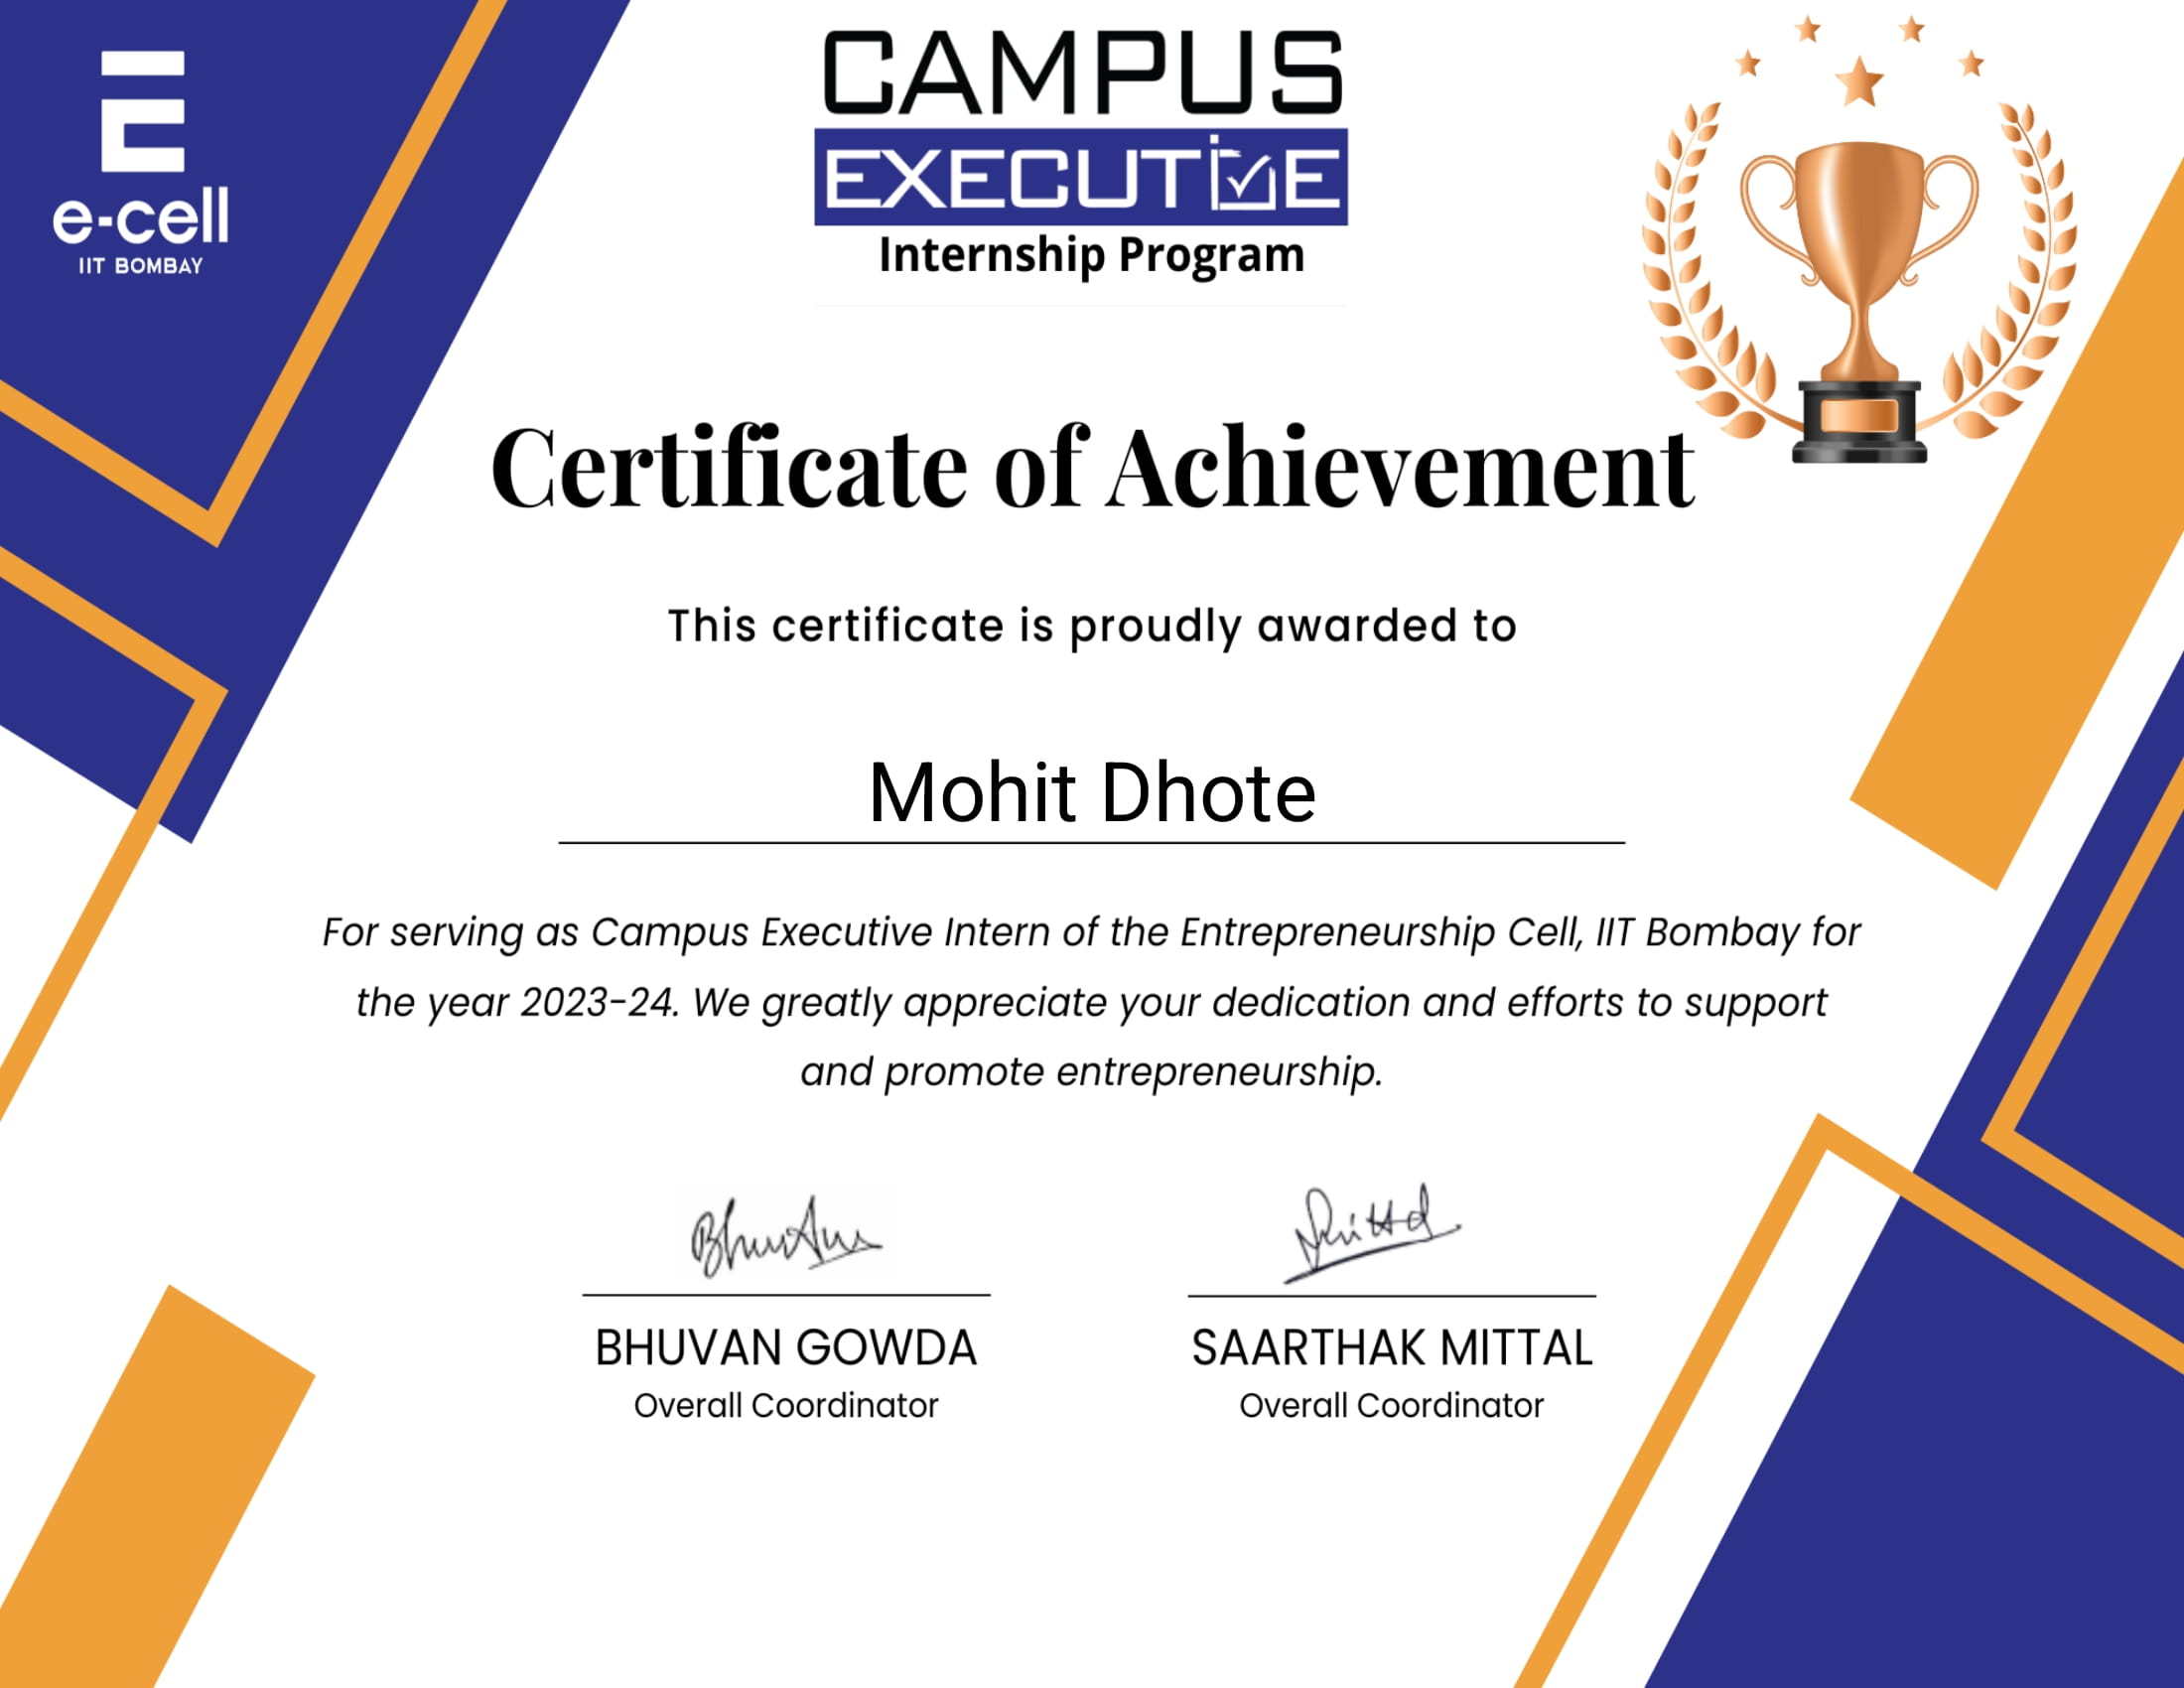 e-cell
IIT BOMBAY
CAMPUS
EXECUTIVE
Internship Program
Certificate of Achievement
This certificate is proudly awarded to
Mohit Dhote
For serving as Campus Executive Intern of the Entrepreneurship Cell, IIT Bombay for
the year 2023-24. We greatly appreciate your dedication and efforts to support
and promote entrepreneurship.
BHUVAN GOWDA
Overall Coordinator
SAARTHAK MITTAL
Overall Coordinator